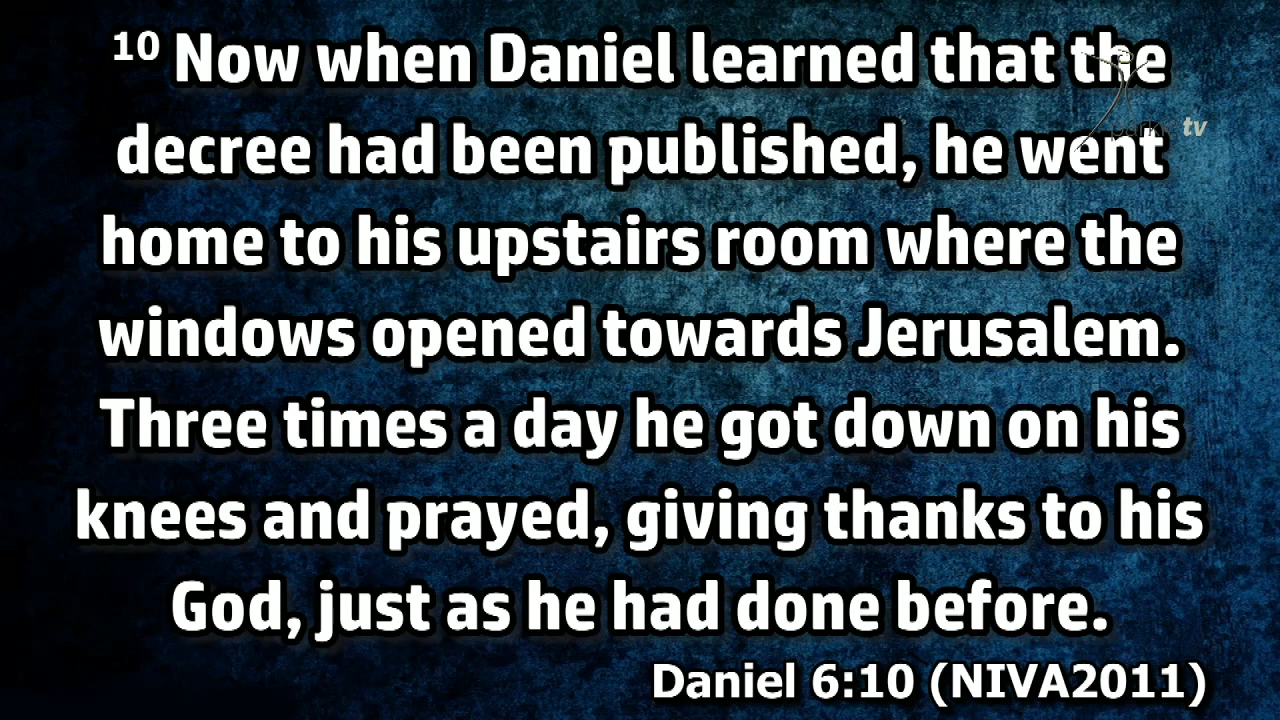 10 Now when Daniel learned that the
decree had been published, he went
home to his upstairs room where the
windows opened towards Jerusalem.
Three times a day he got down on his
knees and prayed, giving thanks to his
God, just as he had done before.
Daniel 6:10 (NIVA2011)
tv